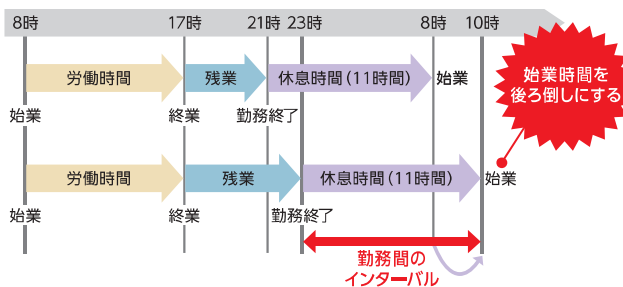 8時 17時 21時 23時 8時 10時
労働時間 残業 休息時間（11時間） 始業
始業 終業 勤務終了
始業時間を
後ろ倒しにする
労働時間 残業 休息時間（11時間） 始業
始業 終業 勤務終了
勤務間の
インターバル